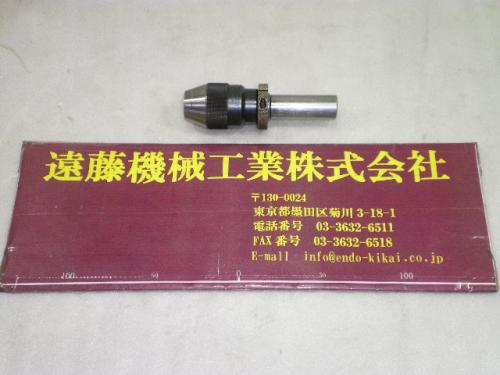 遠藤機械工業株式会社
〒130-0024
東京都墨田区菊川 3-18-1
電話番号 03-3632-6511
FAX番号 03-3632-6518
E-mall info@endo-kikai.co.jp
100 50 0 50 100